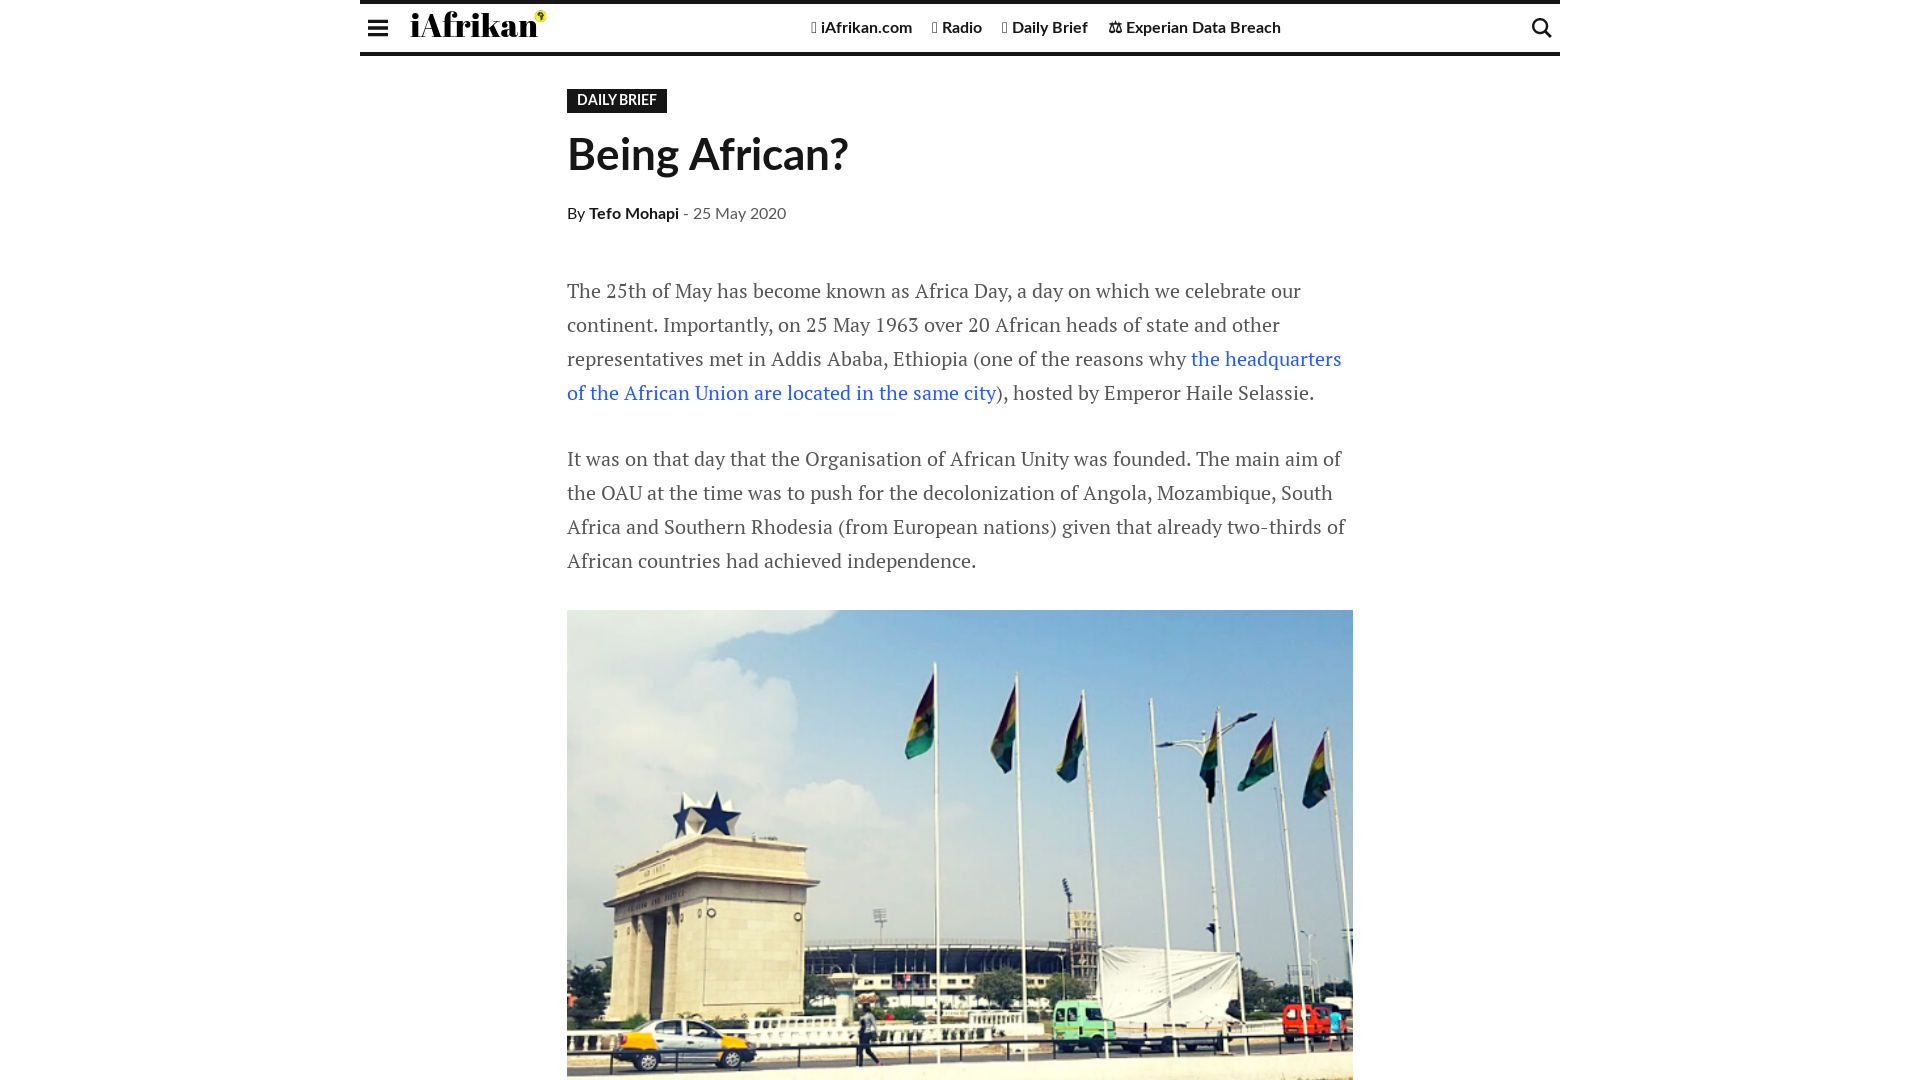 iAfrikan
iAfrikan.com
Radio
Daily Brief
⚖ Experian Data Breach
DAILY BRIEF
Being African?
By Tefo Mohapi - 25 May 2020
The 25th of May has become known as Africa Day, a day on which we celebrate our
continent. Importantly, on 25 May 1963 over 20 African heads of state and other
representatives met in Addis Ababa, Ethiopia (one of the reasons why the headquarters
of the African Union are located in the same city), hosted by Emperor Haile Selassie.
It was on that day that the Organisation of African Unity was founded. The main aim of
the OAU at the time was to push for the decolonization of Angola, Mozambique, South
Africa and Southern Rhodesia (from European nations) given that already two-thirds of
African countries had achieved independence.